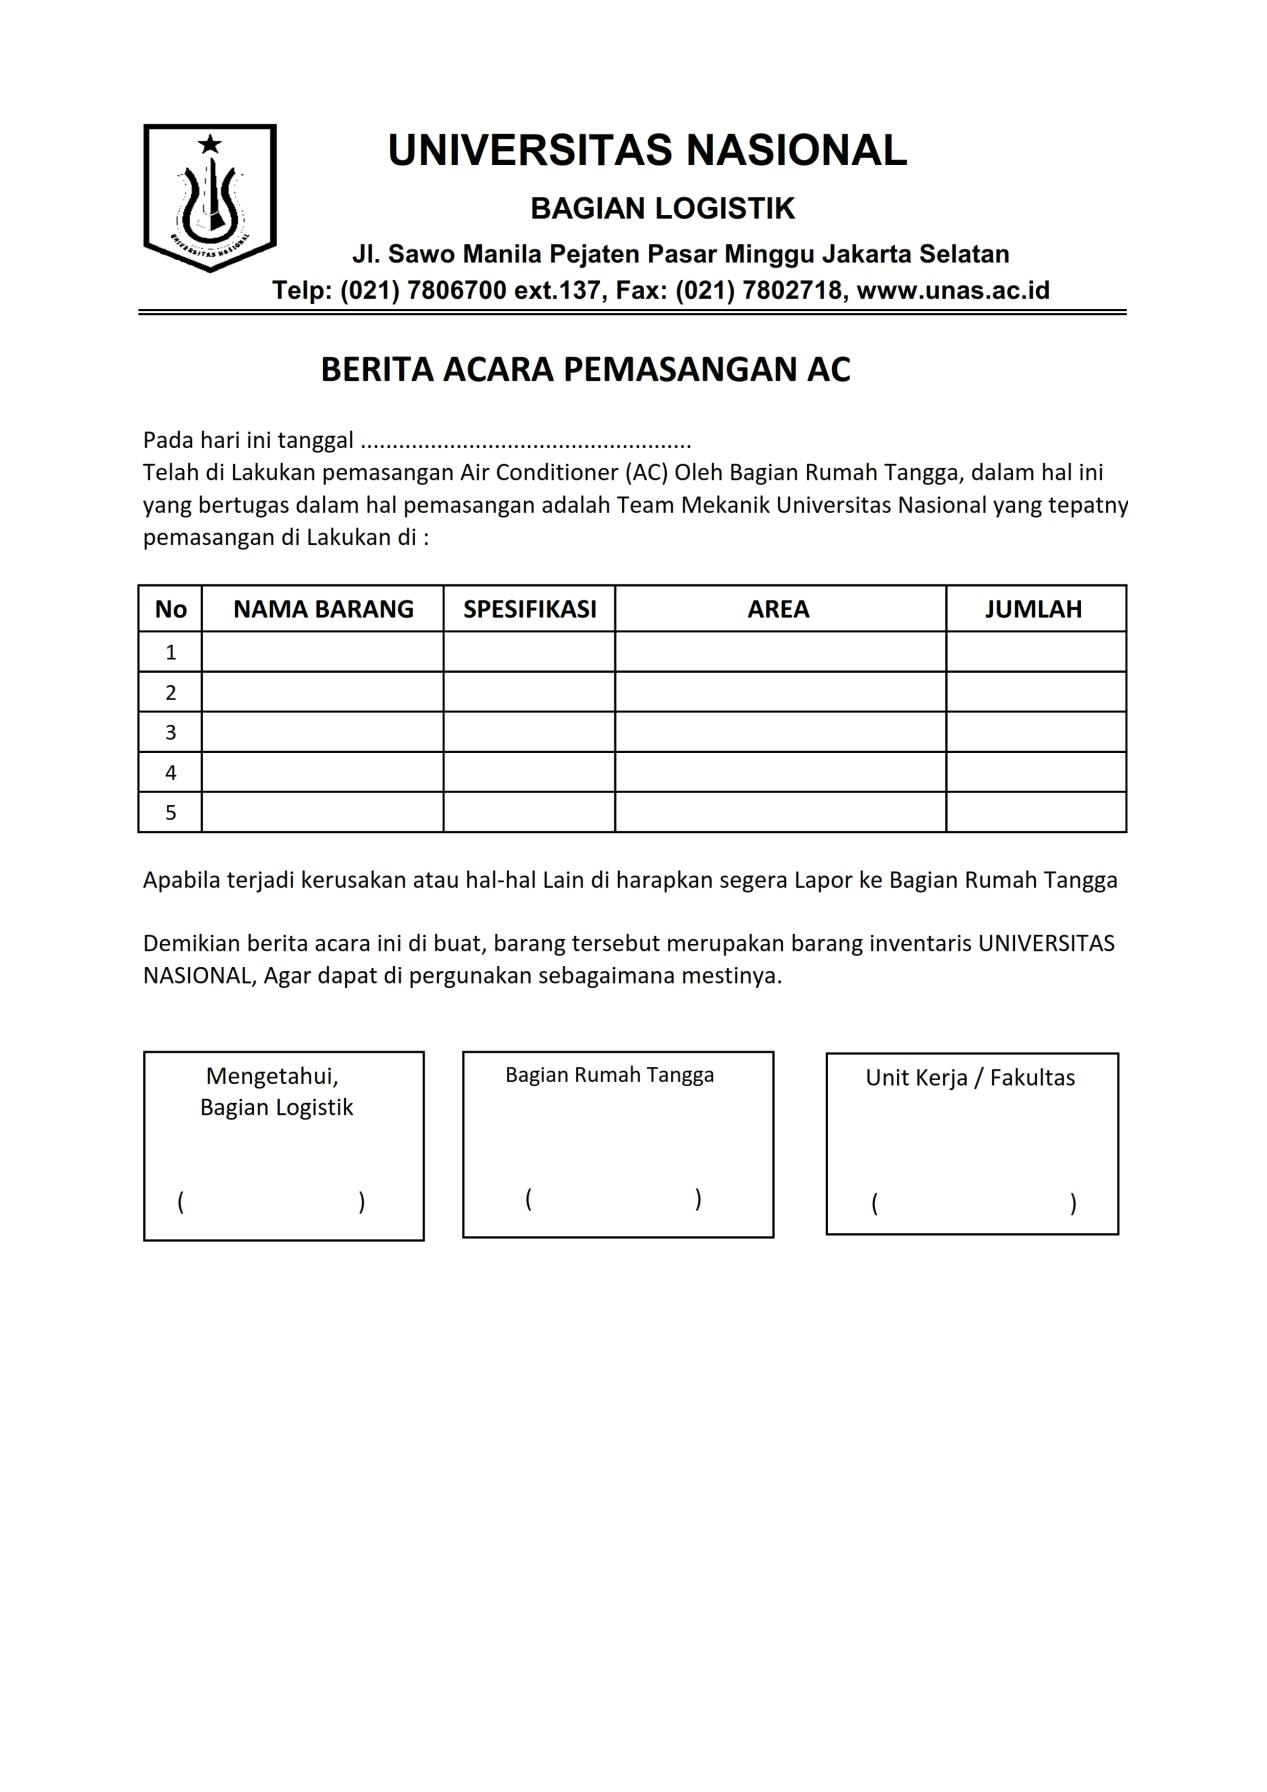 UNIVERSITAS NASIONAL
UNIVERSITAS NASIONAL
BAGIAN LOGISTIK
Jl. Sawo Manila Pejaten Pasar Minggu Jakarta Selatan
Telp: (021) 7806700 ext.137, Fax: (021) 7802718, www.unas.ac.id
BERITA ACARA PEMASANGAN AC
Pada hari ini tanggal ....................................................
Telah di Lakukan pemasangan Air Conditioner (AC) Oleh Bagian Rumah Tangga, dalam hal ini
yang bertugas dalam hal pemasangan adalah Team Mekanik Universitas Nasional yang tepatny
pemasangan di Lakukan di :
No NAMA BARANG SPESIFIKASI AREA JUMLAH
1
2
3
4
5
Apabila terjadi kerusakan atau hal-hal Lain di harapkan segera Lapor ke Bagian Rumah Tangga
Demikian berita acara ini di buat, barang tersebut merupakan barang inventaris UNIVERSITAS
NASIONAL, Agar dapat di pergunakan sebagaimana mestinya.
Mengetahui,
Bagian Logistik
( )
Bagian Rumah Tangga
( )
Unit Kerja / Fakultas
( )